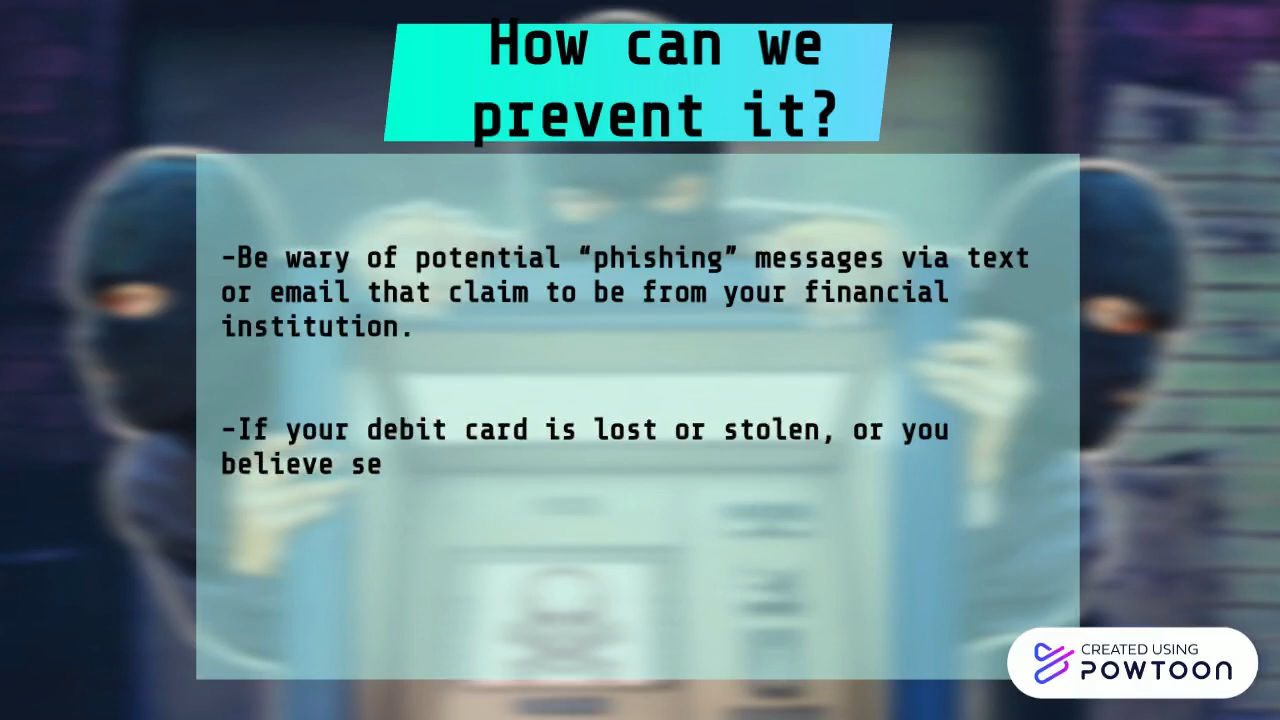 How can we
prevent it?
-Be wary of potential “phishing” messages via text
or email that claim to be from your financial
institution.
-If your debit card is lost or stolen, or you
believe se
CREATED USING
POWTOON